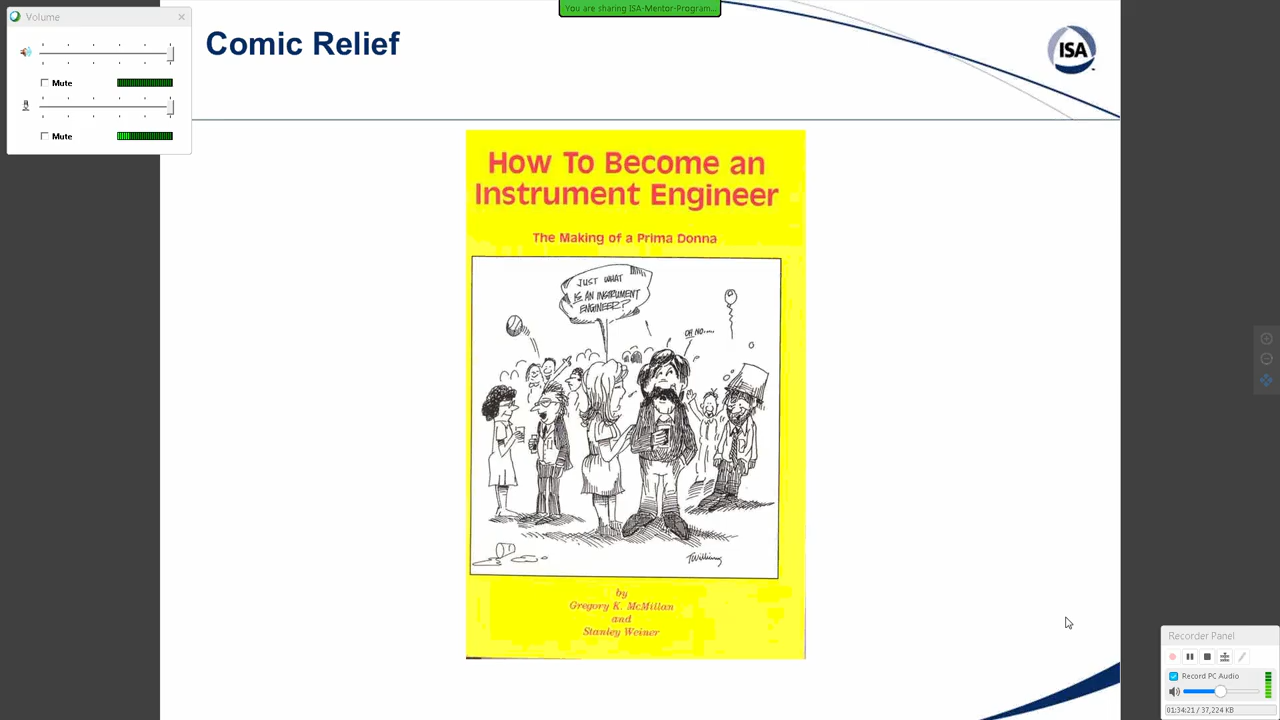 Volume
Mute
Mute
You are sharing ISA-Mentor-Program...
Comic Relief
ISA
How To Become an
Instrument Engineer
The Making of a Prima Donna
JUST WHAT
IS AN INSTRUMENT
ENGINEER?
OH NO....
TWilliams
by
Gregory K. McMillan
and
Stanley Weiner
Recorder Panel
Record PC Audio
01:34:21 / 37,224 KB